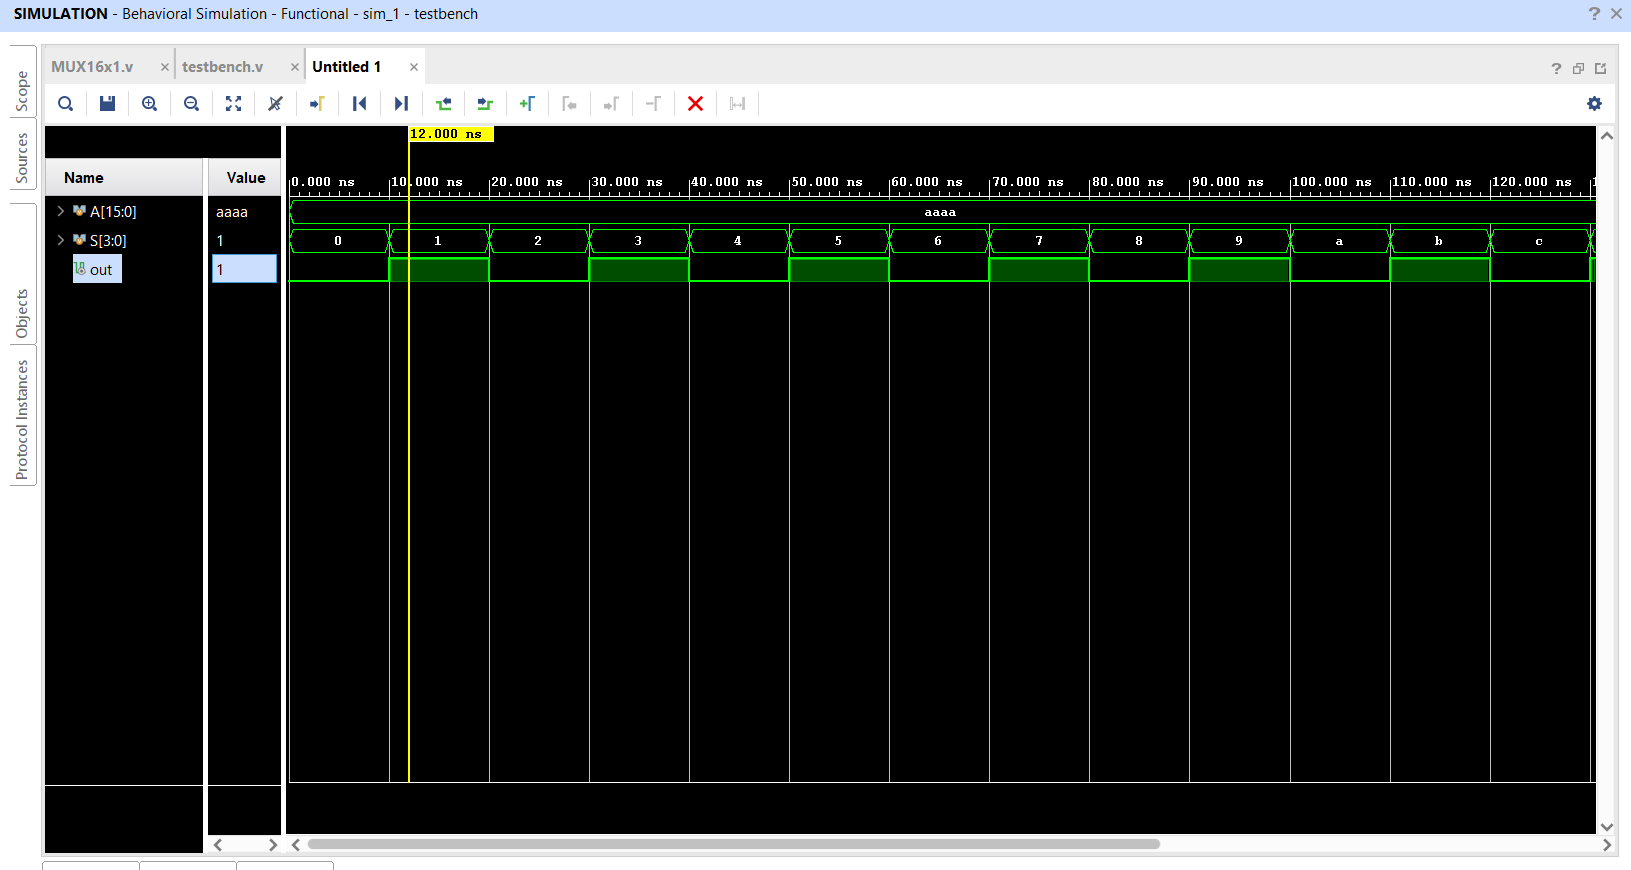 SIMULATION - Behavioral Simulation - Functional - sim_1 - testbench
Scope
Sources
Objects
Protocol Instances
MUX16x1.v
testbench.v
Untitled 1
12.000 ns
Name Value
0.000 ns 10.000 ns 20.000 ns 30.000 ns 40.000 ns 50.000 ns 60.000 ns 70.000 ns 80.000 ns 90.000 ns 100.000 ns 110.000 ns 120.000 ns
A[15:0] aaaa aaaa
S[3:0] 1 0 1 2 3 4 5 6 7 8 9 a b c
out 1